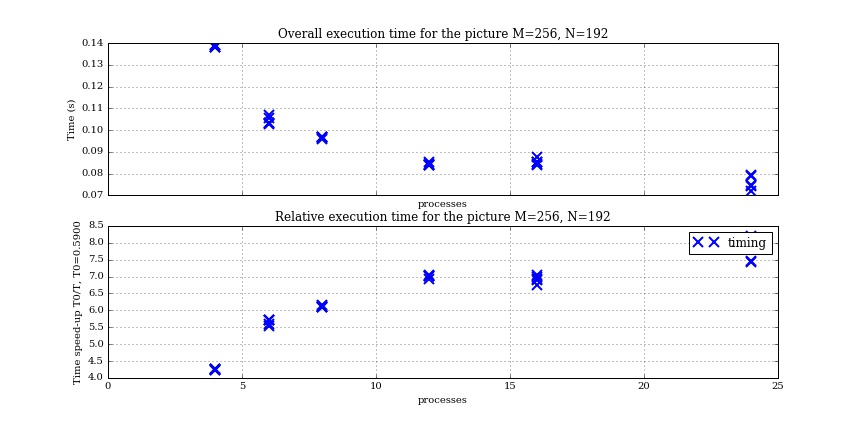 Overall execution time for the picture M=256, N=192
0.14
0.13
0.12
0.11
0.10
0.09
0.08
0.07
Time (s)
processes
Relative execution time for the picture M=256, N=192
8.5
8.0
7.5
7.0
6.5
6.0
5.5
5.0
4.5
4.0
Time speed-up T0/T, T0=0.5900
timing
0 5 10 15 20 25
processes